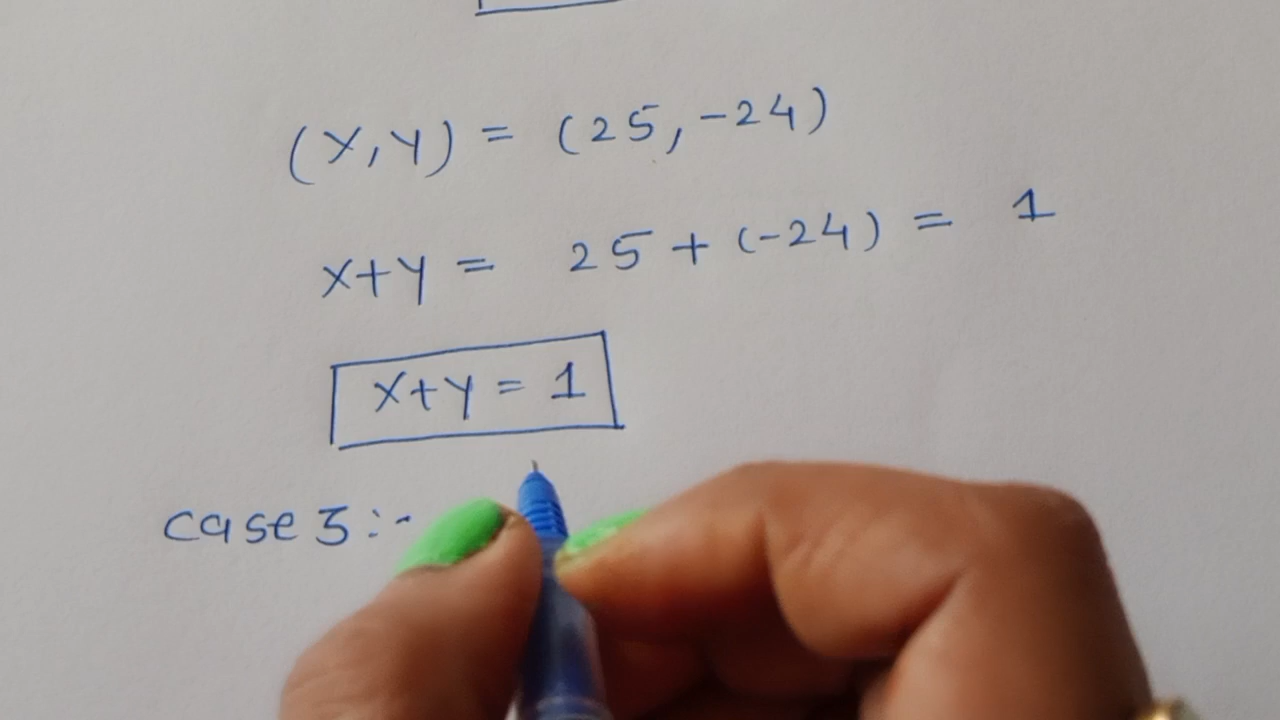 (x,y) = (25,-24)
x+y = 25 + (-24) = 1
x+y = 1
case 3:-